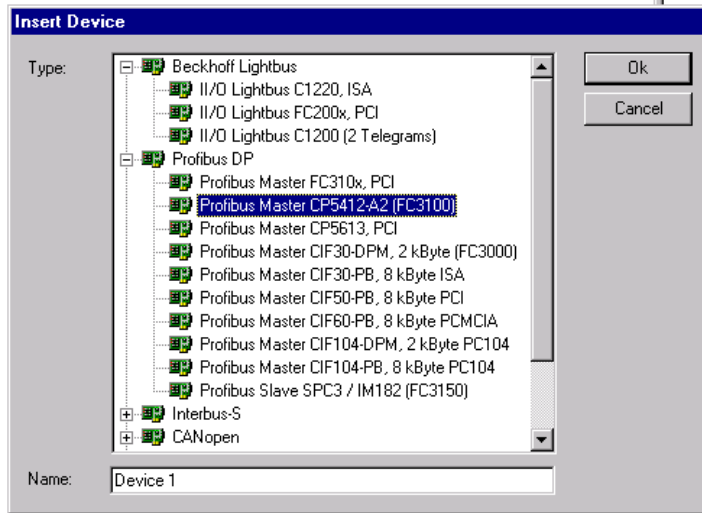 Insert Device
Type:
Beckhoff Lightbus
II/O Lightbus C1220, ISA
II/O Lightbus FC200x, PCI
II/O Lightbus C1200 (2 Telegrams)
Profibus DP
Profibus Master FC310x, PCI
Profibus Master CP5412-A2 (FC3100)
Profibus Master CP5613, PCI
Profibus Master CIF30-DPM, 2 kByte (FC3000)
Profibus Master CIF30-PB, 8 kByte ISA
Profibus Master CIF50-PB, 8 kByte PCI
Profibus Master CIF60-PB, 8 kByte PCMCIA
Profibus Master CIF104-DPM, 2 kByte PC104
Profibus Master CIF104-PB, 8 kByte PC104
Profibus Slave SPC3 / IM182 (FC3150)
Interbus-S
CANopen
Ok
Cancel
Name:
Device 1